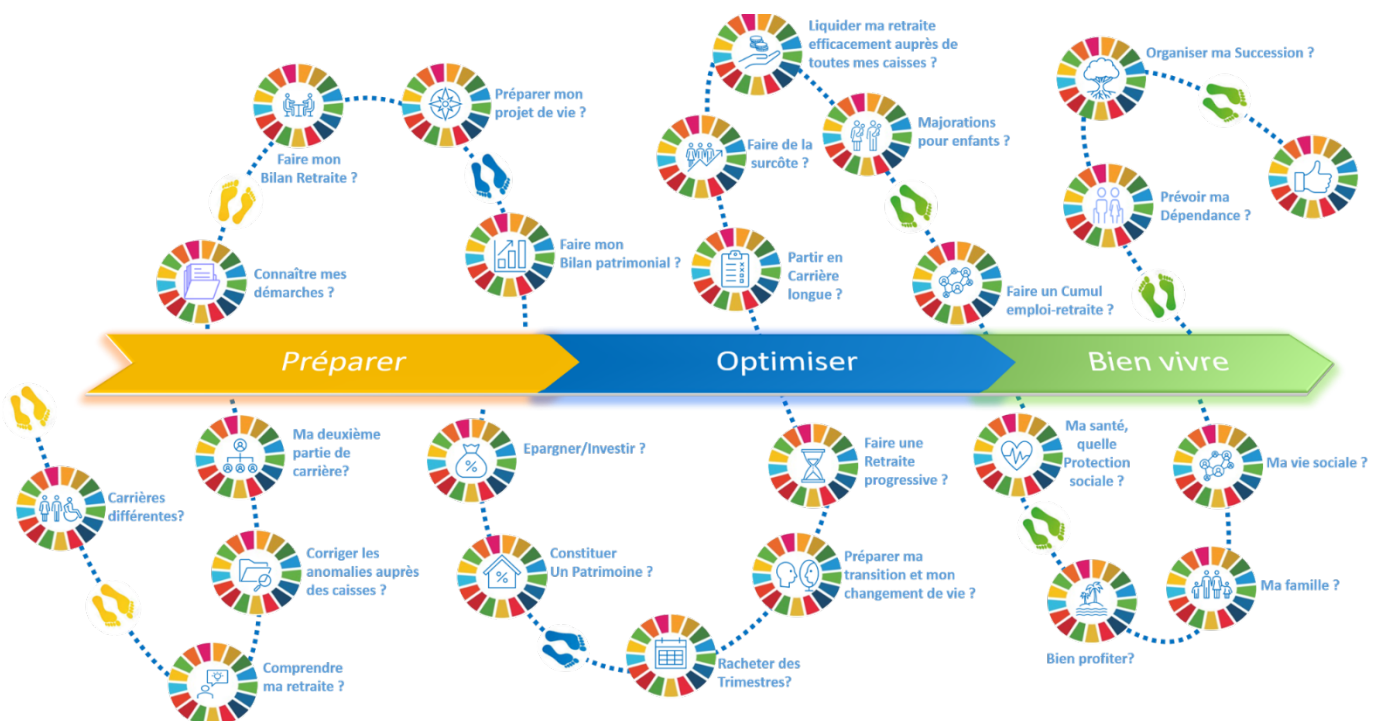 Liquider ma retraite
efficacement auprès de
toutes mes caisses ?
Organiser ma Succession ?
Préparer mon
projet de vie ?
Faire mon
Bilan Retraite ?
Faire de la
surcôte ?
Majorations
pour enfants ?
Prévoir ma
Dépendance ?
Connaître mes
démarches ?
Faire mon
Bilan patrimonial ?
Partir en
Carrière
longue ?
Faire un Cumul
emploi-retraite ?
Préparer
Optimiser
Bien vivre
Carrières
différentes?
Ma deuxième
partie de
carrière?
Epargner/Investir ?
Faire une
Retraite
progressive ?
Ma santé,
quelle
Protection
sociale ?
Ma vie sociale ?
Corriger les
anomalies auprès
des caisses ?
Constituer
Un Patrimoine ?
%
%
Préparer ma
transition et mon
changement de vie ?
Ma famille ?
Comprendre
ma retraite ?
Racheter des
Trimestres?
Bien profiter?